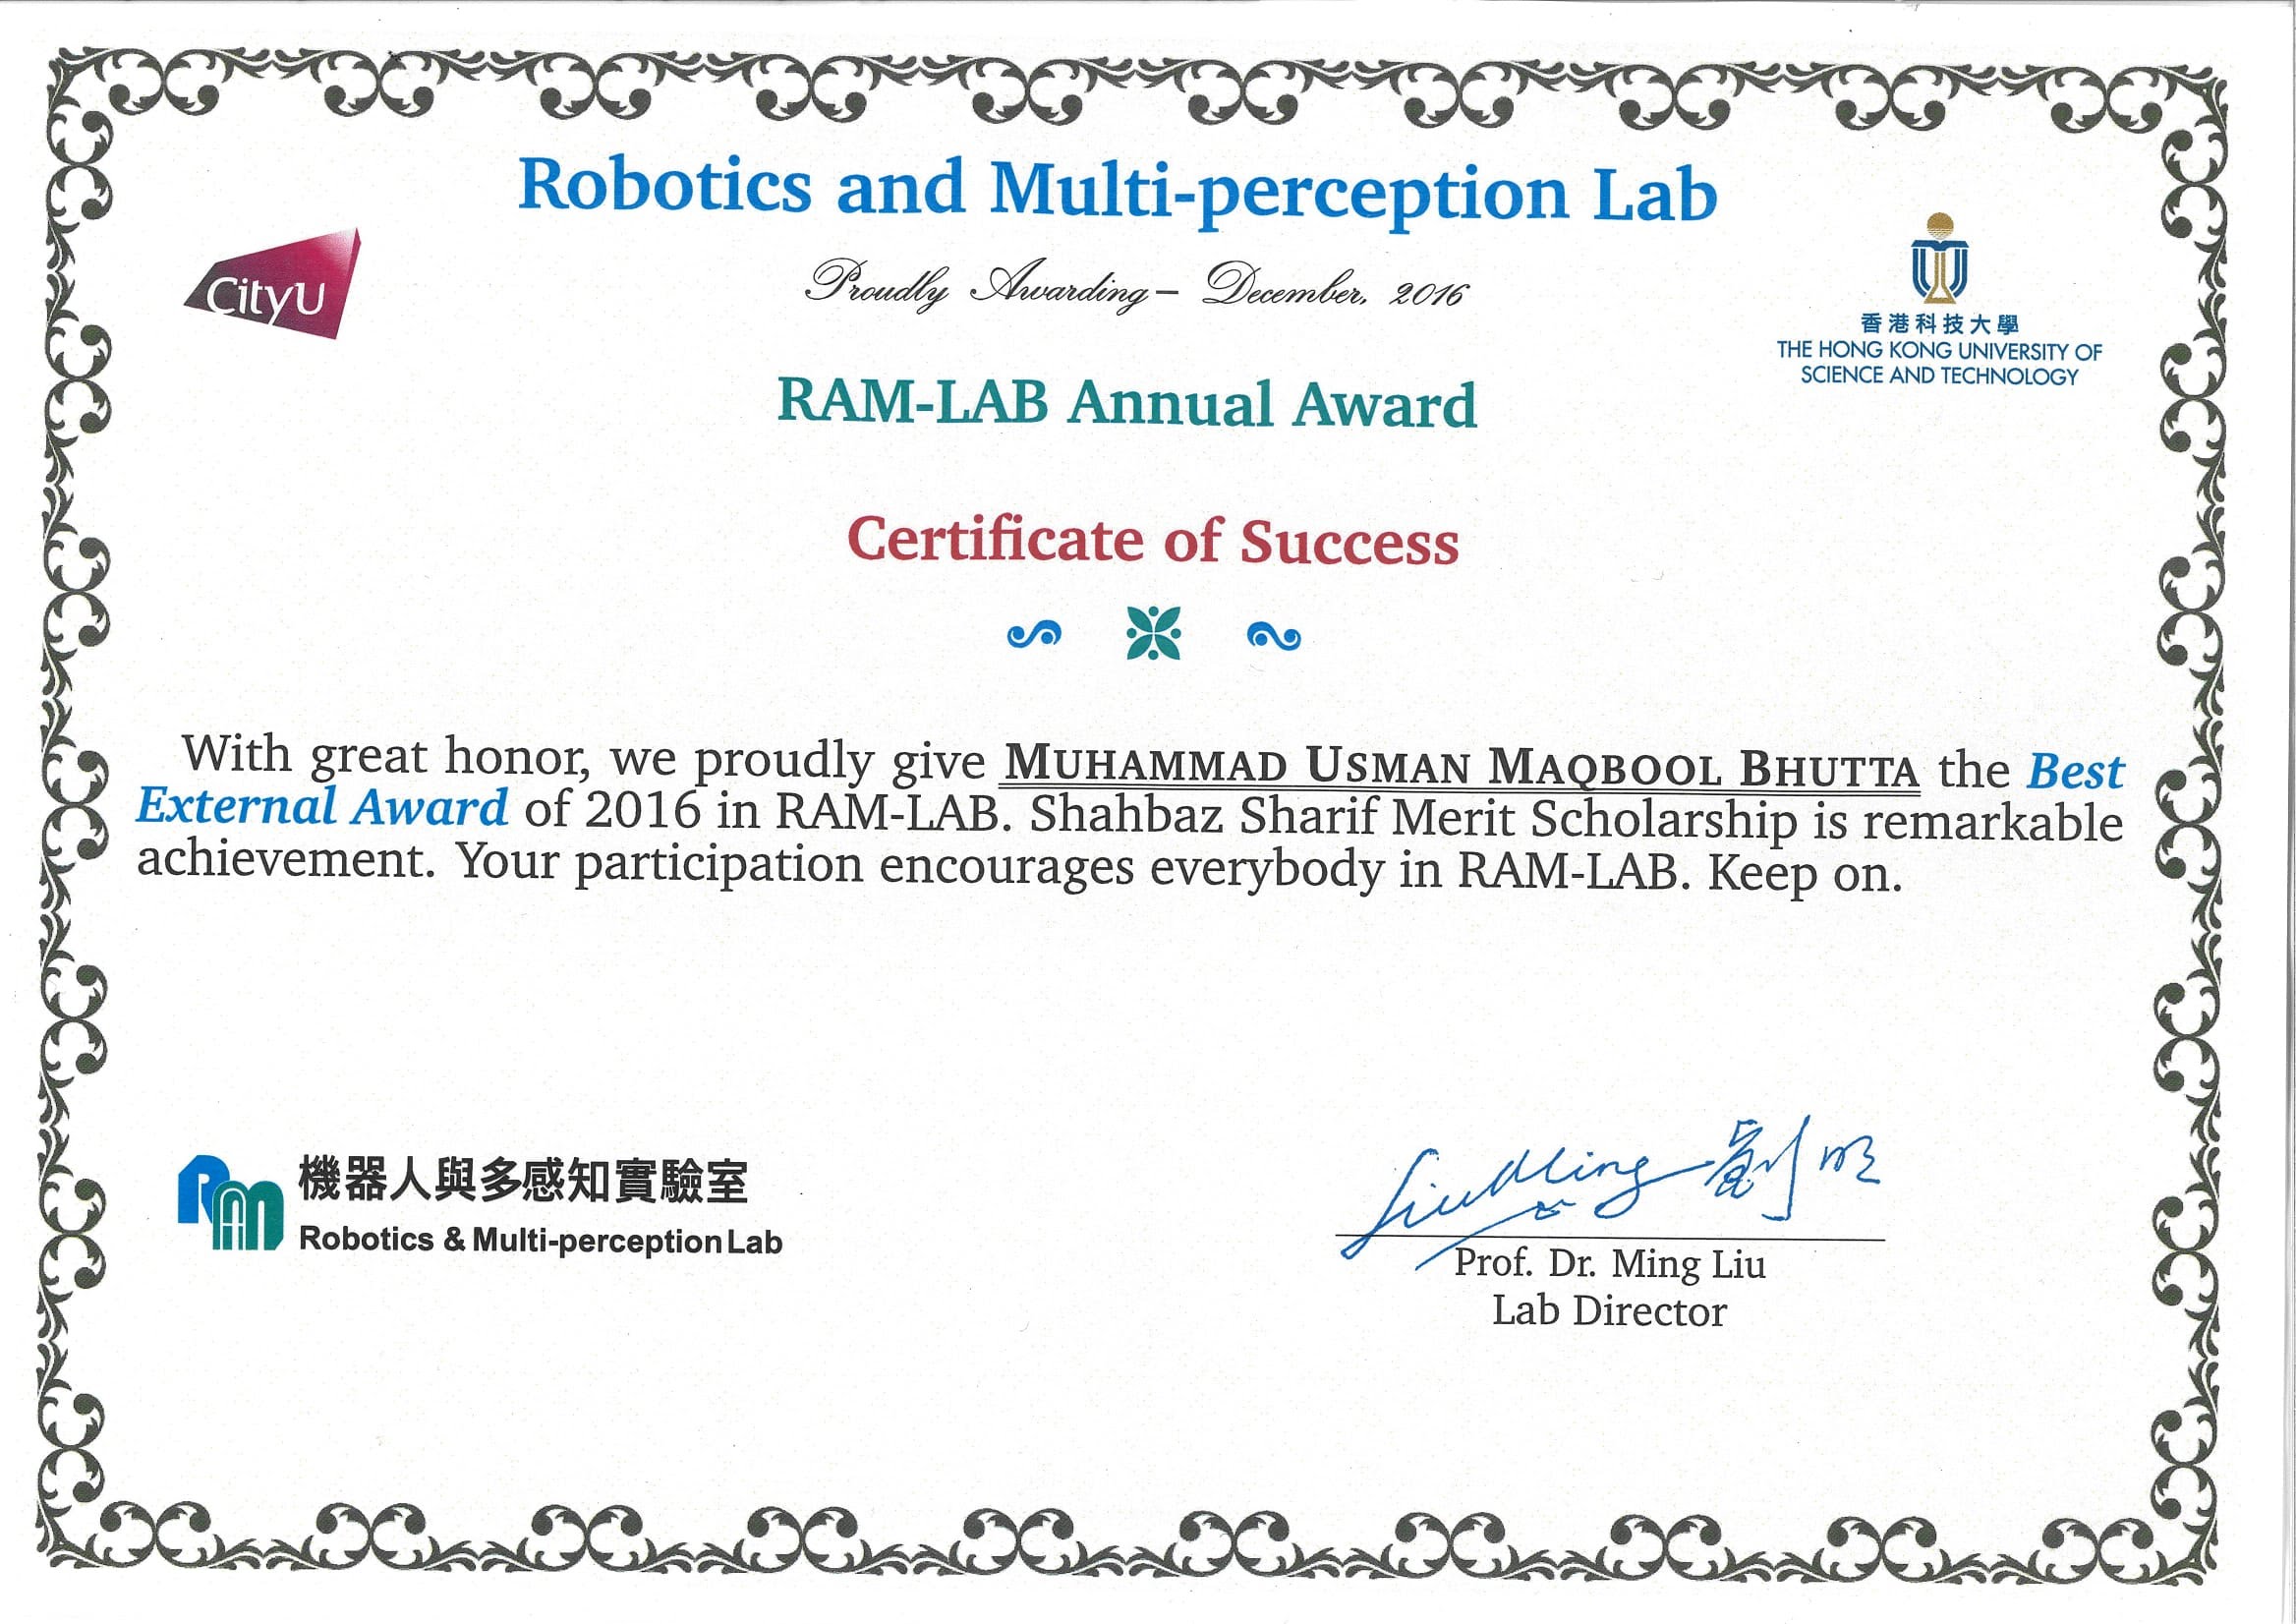 Robotics and Multi-perception Lab
CityU
Proudly Awarding– December, 2016
香港科技大學
THE HONG KONG UNIVERSITY OF
SCIENCE AND TECHNOLOGY
RAM-LAB Annual Award
Certificate of Success
With great honor, we proudly give MUHAMMAD USMAN MAQBOOL BHUTTA the Best
External Award of 2016 in RAM-LAB. Shahbaz Sharif Merit Scholarship is remarkable
achievement. Your participation encourages everybody in RAM-LAB. Keep on.
RAM
機器人與多感知實驗室
Robotics & Multi-perception Lab
Liu Ming 劉明
Prof. Dr. Ming Liu
Lab Director